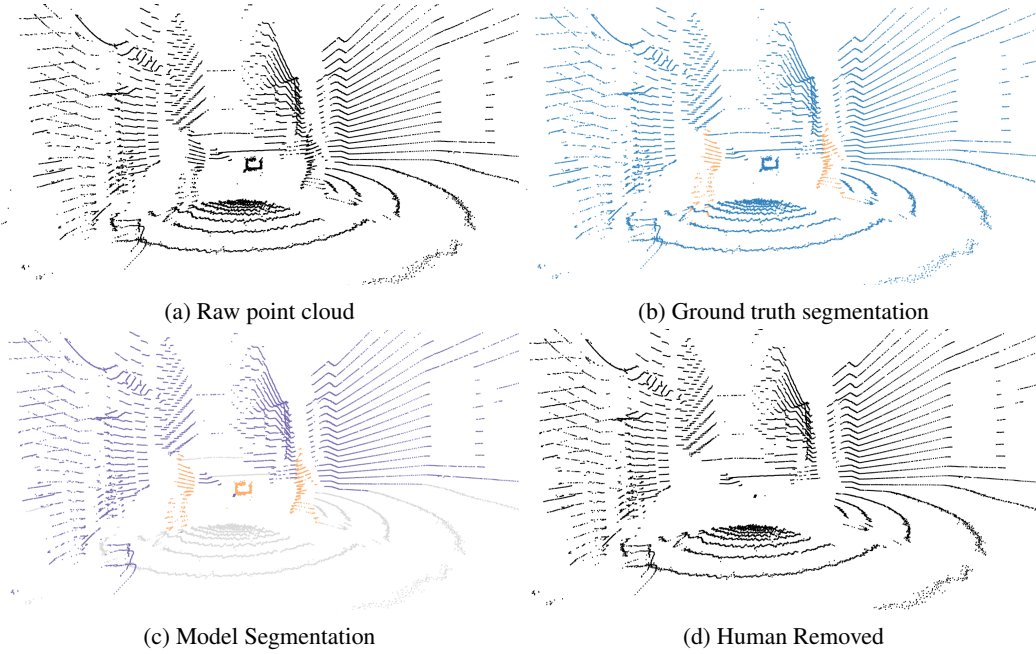 (a) Raw point cloud
(b) Ground truth segmentation
(c) Model Segmentation
(d) Human Removed